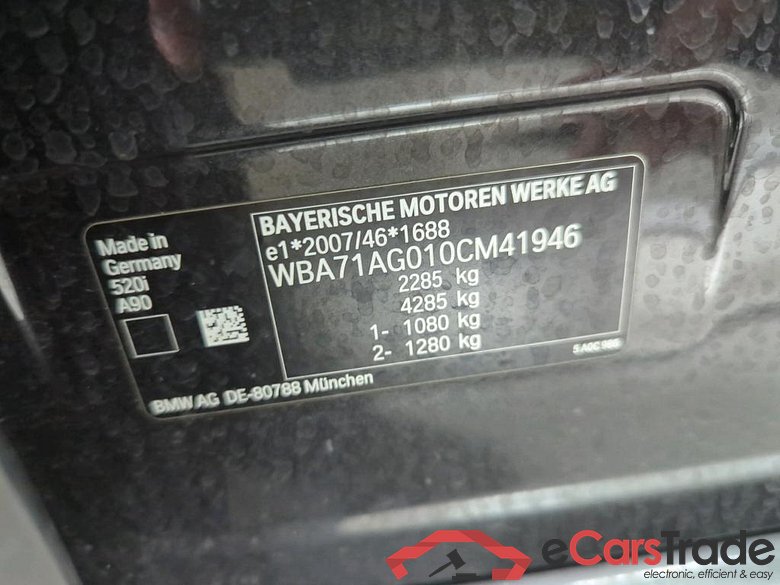 BAYERISCHE MOTOREN WERKE AG
e1*2007/46*1688
WBA71AG010CM41946
2285 kg
4285 kg
1- 1080 kg
2- 1280 kg
Made in
Germany
520i
A90
BMW AG DE-80788 München
eCarsTrade
electronic, efficient & easy